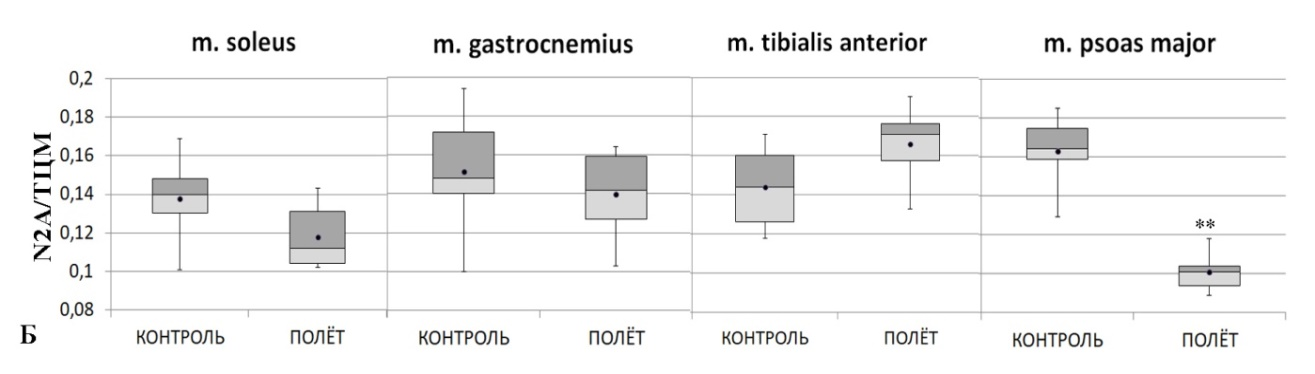 m. soleus
m. gastrocnemius
m. tibialis anterior
m. psoas major
N2A/ТЦМ
0,2
0,18
0,16
0,14
0,12
0,1
0,08
**
Б
КОНТРОЛЬ
ПОЛЁТ
КОНТРОЛЬ
ПОЛЁТ
КОНТРОЛЬ
ПОЛЁТ
КОНТРОЛЬ
ПОЛЁТ